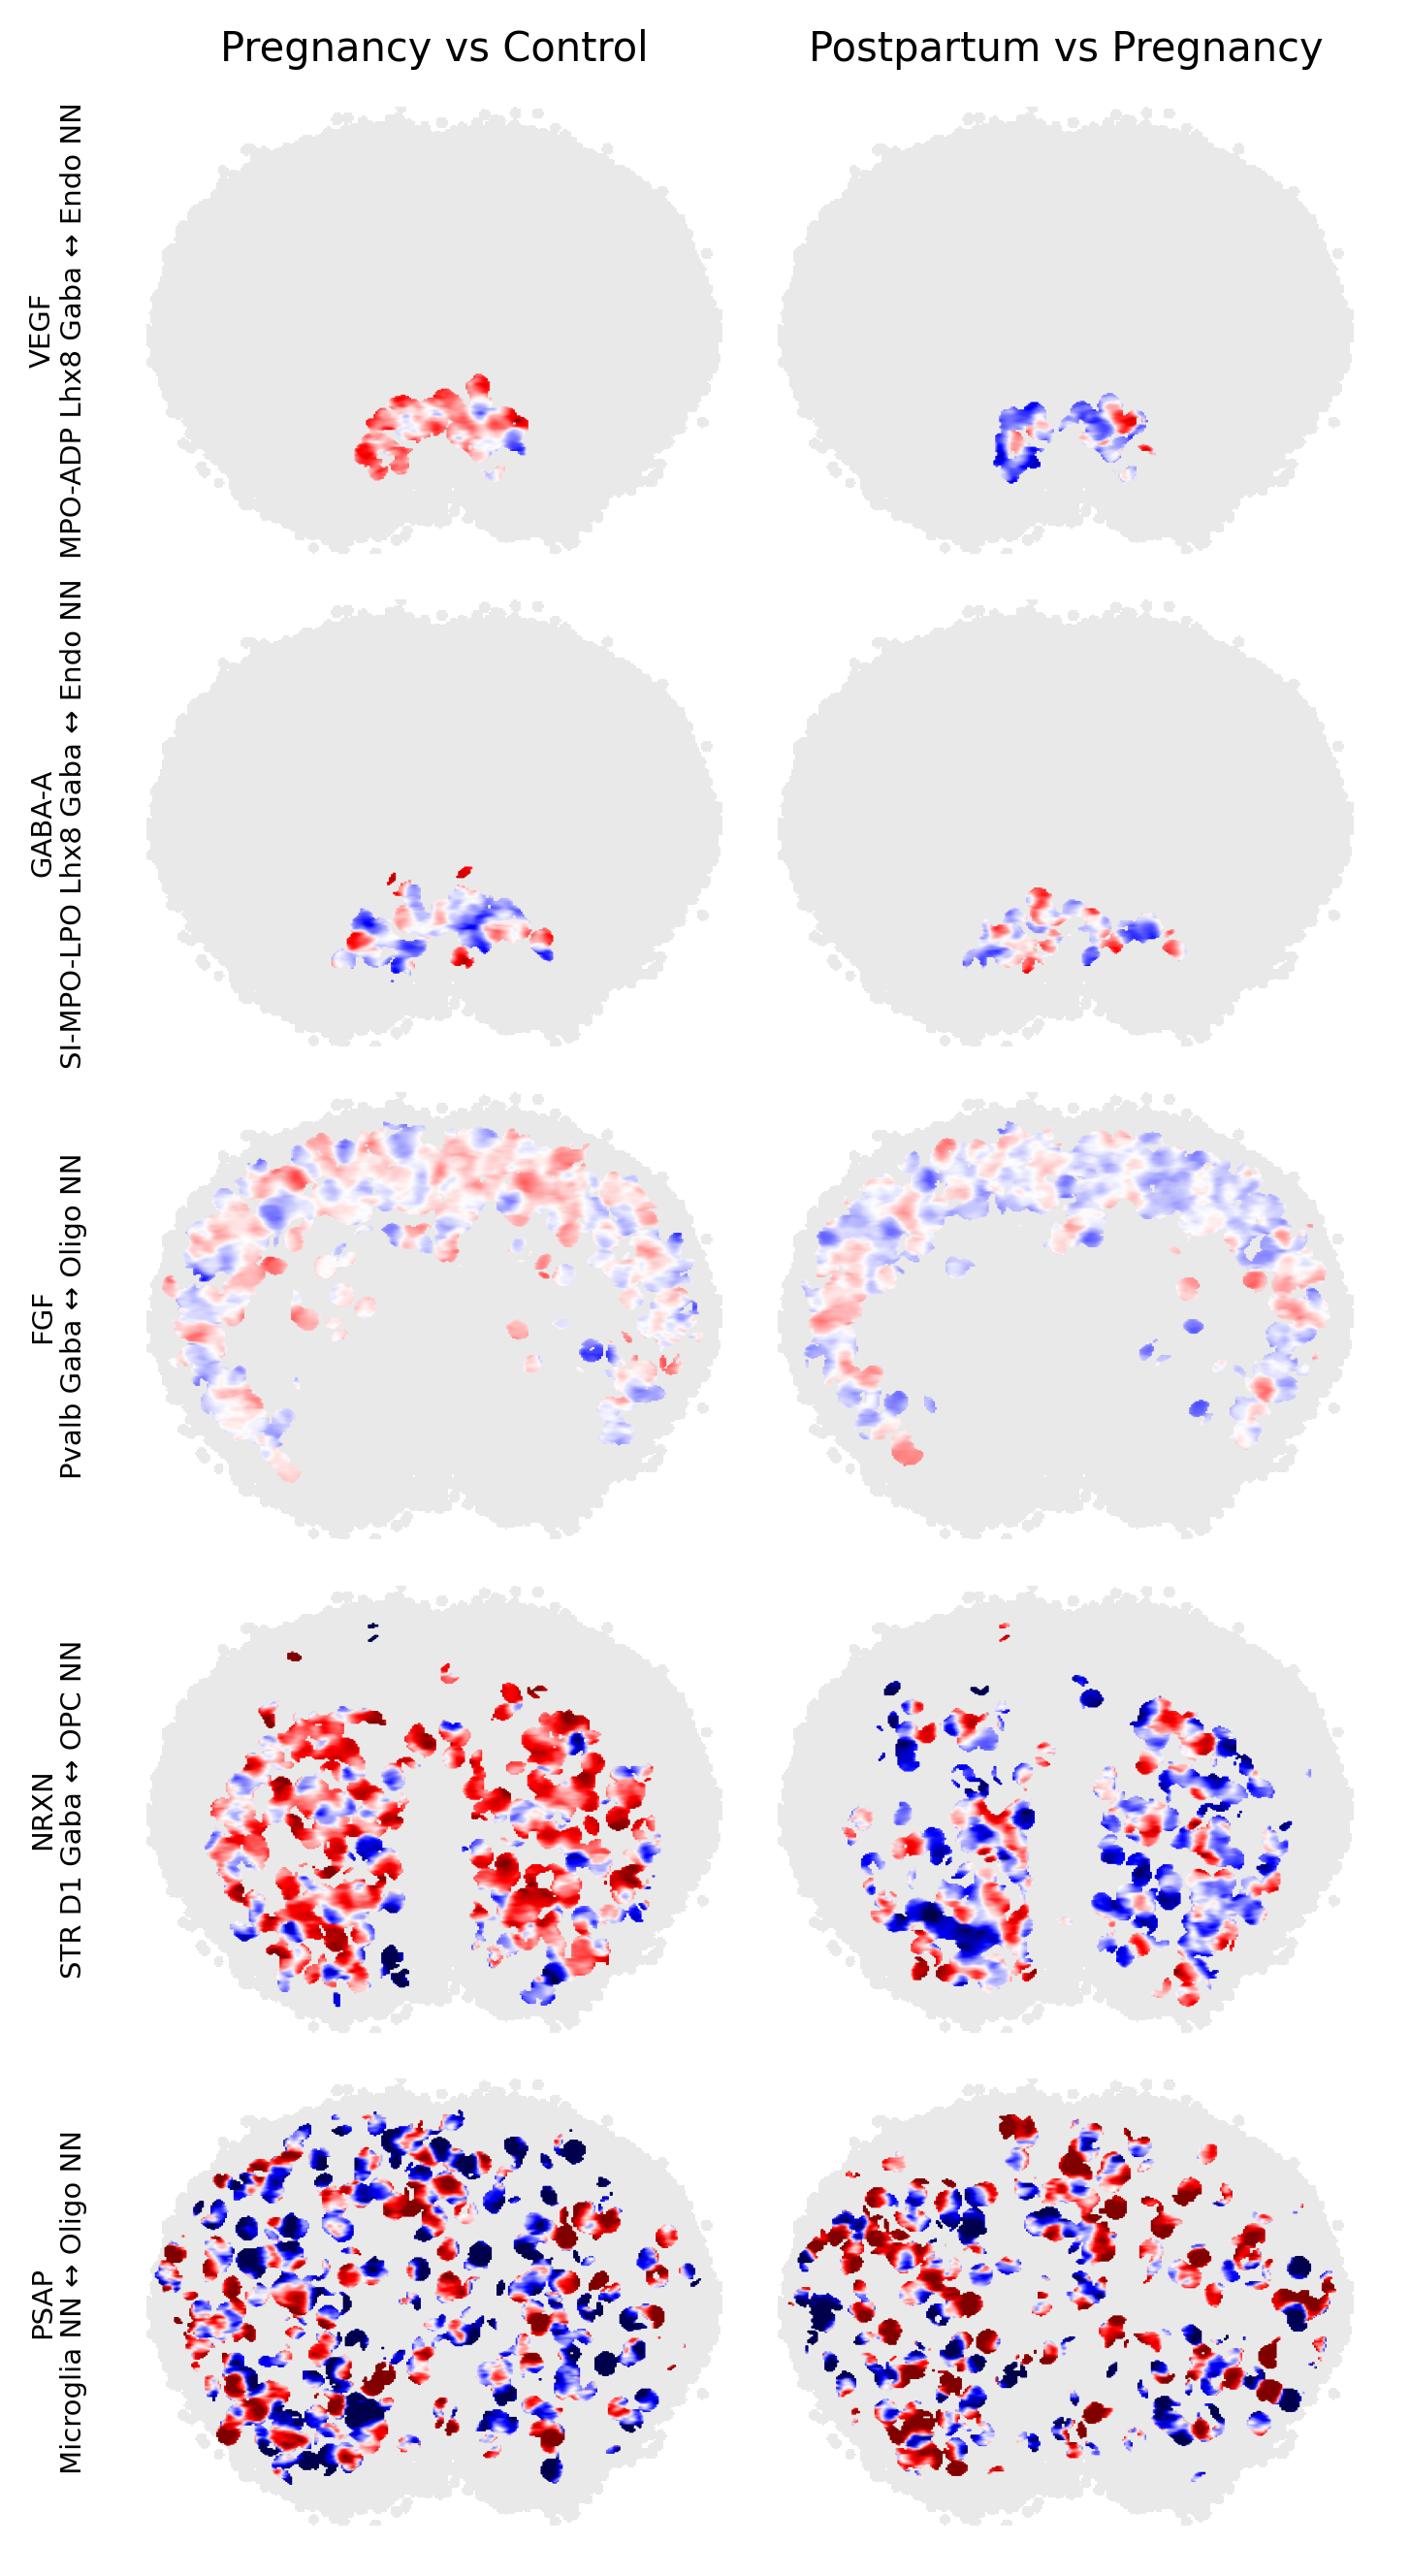 Pregnancy vs Control
Postpartum vs Pregnancy
VEGF
MPO-ADP Lhx8 Gaba ↔ Endo NN
GABA-A
SI-MPO-LPO Lhx8 Gaba ↔ Endo NN
FGF
Pvalb Gaba ↔ Oligo NN
NRXN
STR D1 Gaba ↔ OPC NN
PSAP
Microglia NN ↔ Oligo NN